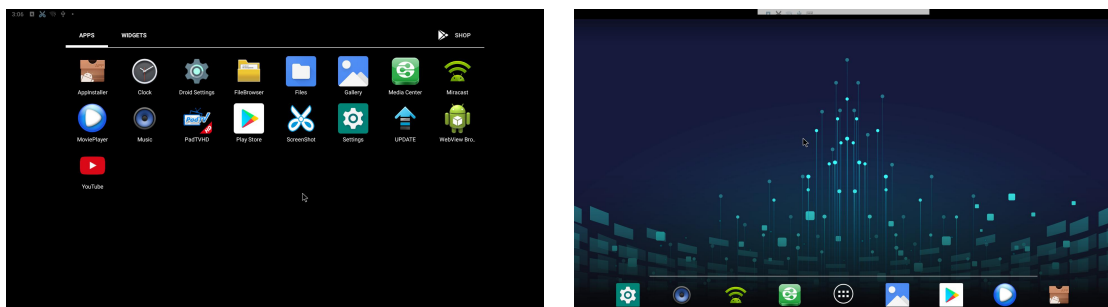 3:06
APPS WIDGETS SHOP
AppInstaller Clock Droid Settings FileBrowser Files Gallery Media Center Miracast
MoviePlayer Music PadTVHD Play Store ScreenShot Settings UPDATE WebView Bro..
YouTube